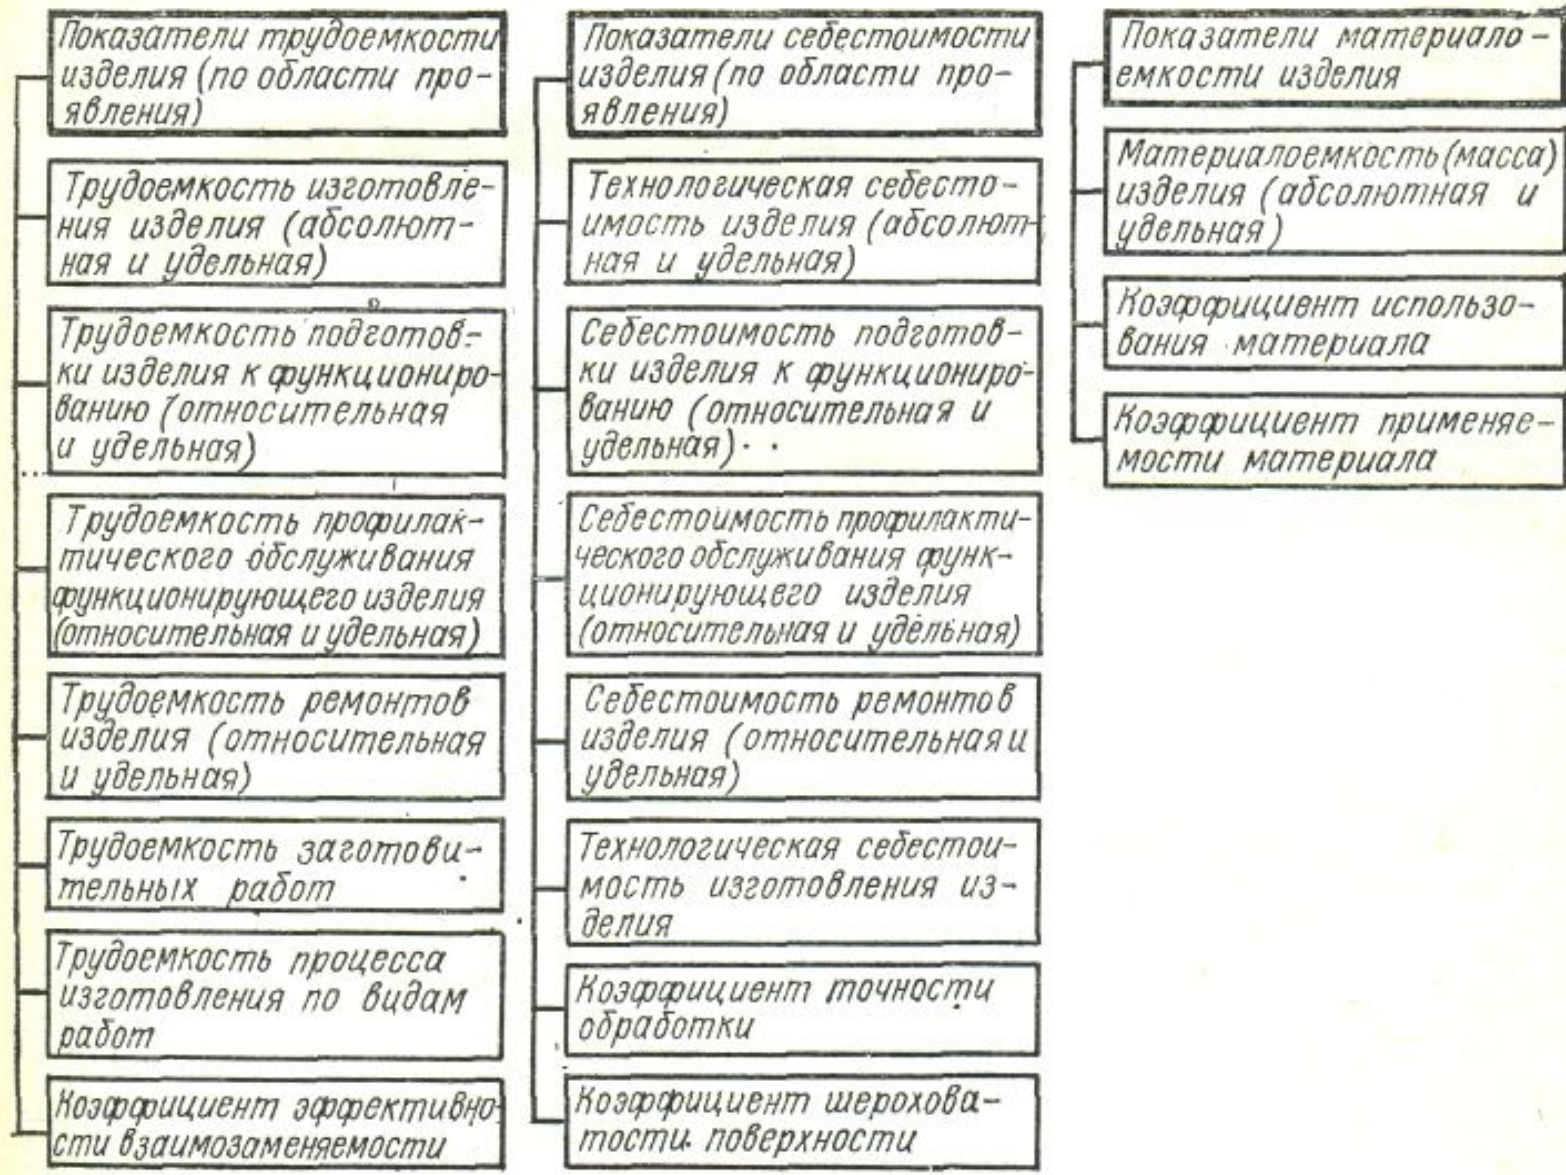 Показатели трудоемкости
изделия (по области про-
явления)
Трудоемкость изготовле-
ния изделия (абсолют-
ная и удельная)
Трудоемкость подготов-
ки изделия к функциониро-
ванию (относительная
и удельная)
Трудоемкость профилак-
тического обслуживания
функционирующего изделия
(относительная и удельная)
Трудоемкость ремонтов
изделия (относительная
и удельная)
Трудоемкость заготови-
тельных работ
Трудоемкость процесса
изготовления по видам
работ
Коэффициент эффективно-
сти взаимозаменяемости
Показатели себестоимости
изделия (по области про-
явления)
Технологическая себесто-
имость изделия (абсолют-
ная и удельная)
Себестоимость подготов-
ки изделия к функциониро-
ванию (относительная и
удельная)
Себестоимость профилакти-
ческого обслуживания функ-
ционирующего изделия
(относительная и удельная)
Себестоимость ремонтов
изделия (относительная и
удельная)
Технологическая себестои-
мость изготовления из-
делия
Коэффициент точности
обработки
Коэффициент шерохова-
тости поверхности
Показатели материало-
емкости изделия
Материалоемкость (масса)
изделия (абсолютная и
удельная)
Коэффициент использо-
вания материала
Коэффициент применяе-
мости материала